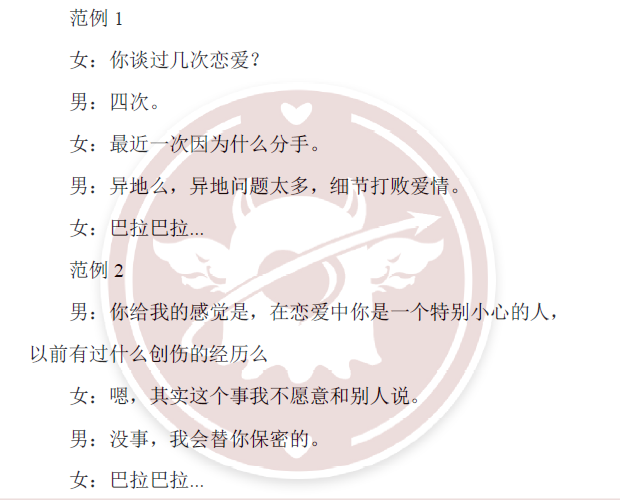 范例 1
女：你谈过几次恋爱？
男：四次。
女：最近一次因为什么分手。
男：异地么，异地问题太多，细节打败爱情。
女：巴拉巴拉...
范例 2
男：你给我的感觉是，在恋爱中你是一个特别小心的人，
以前有过什么创伤的经历么
女：嗯，其实这个事我不愿意和别人说。
男：没事，我会替你保密的。
女：巴拉巴拉...